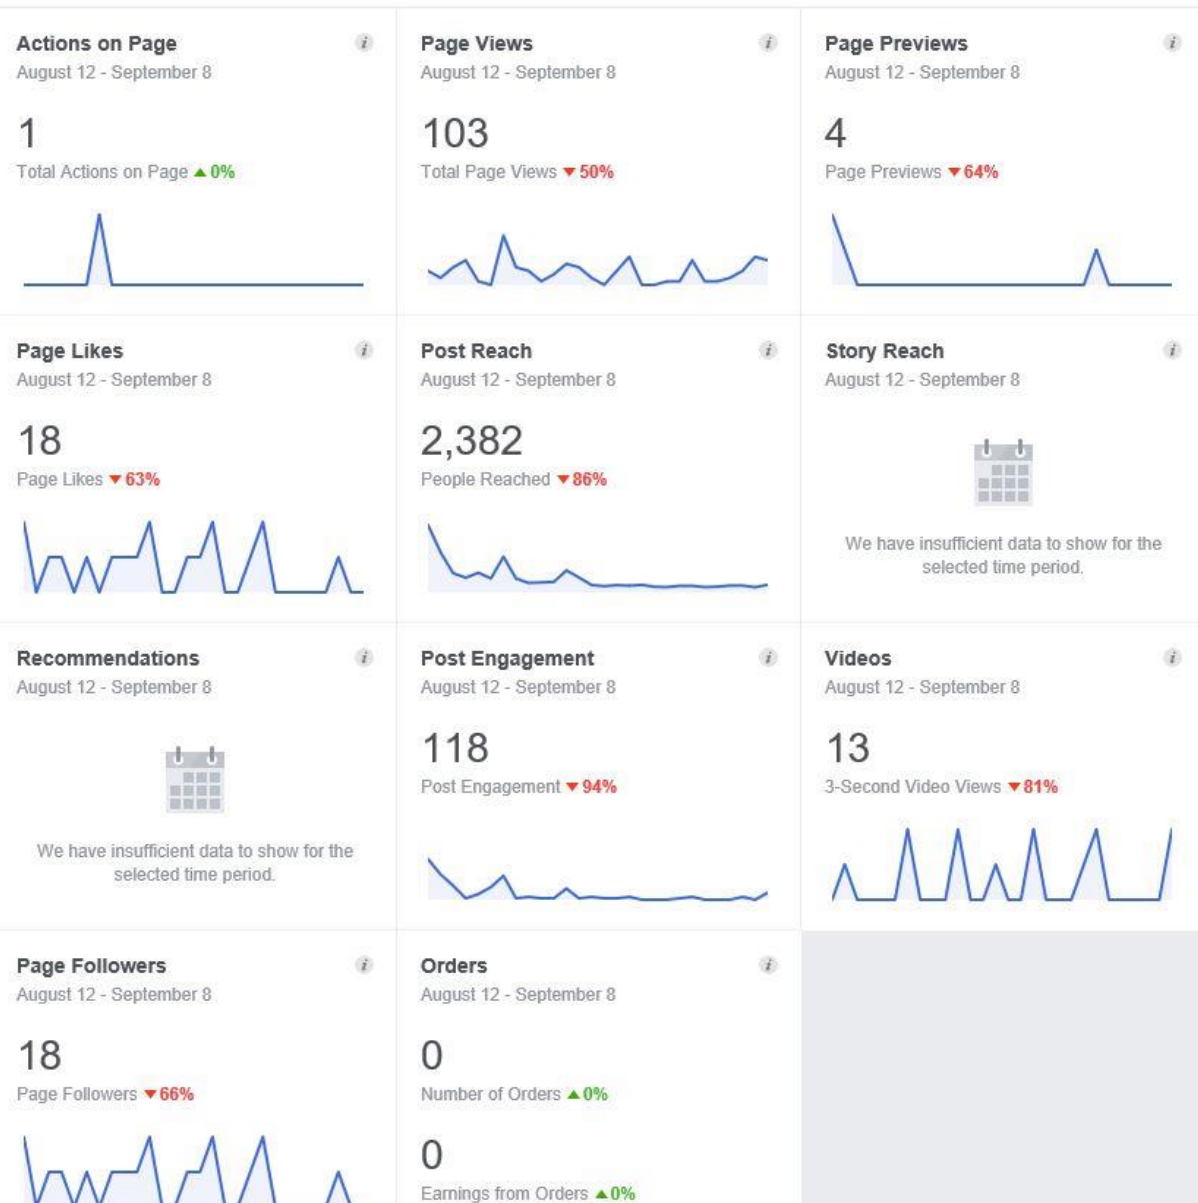 Actions on Page
August 12 - September 8
1
Total Actions on Page ▲ 0%
Page Views
August 12 - September 8
103
Total Page Views ▼ 50%
Page Previews
August 12 - September 8
4
Page Previews ▼ 64%
Page Likes
August 12 - September 8
18
Page Likes ▼ 63%
Post Reach
August 12 - September 8
2,382
People Reached ▼ 86%
Story Reach
August 12 - September 8
We have insufficient data to show for the
selected time period.
Recommendations
August 12 - September 8
We have insufficient data to show for the
selected time period.
Post Engagement
August 12 - September 8
118
Post Engagement ▼ 94%
Videos
August 12 - September 8
13
3-Second Video Views ▼ 81%
Page Followers
August 12 - September 8
18
Page Followers ▼ 66%
Orders
August 12 - September 8
0
Number of Orders ▲ 0%
0
Earnings from Orders ▲ 0%